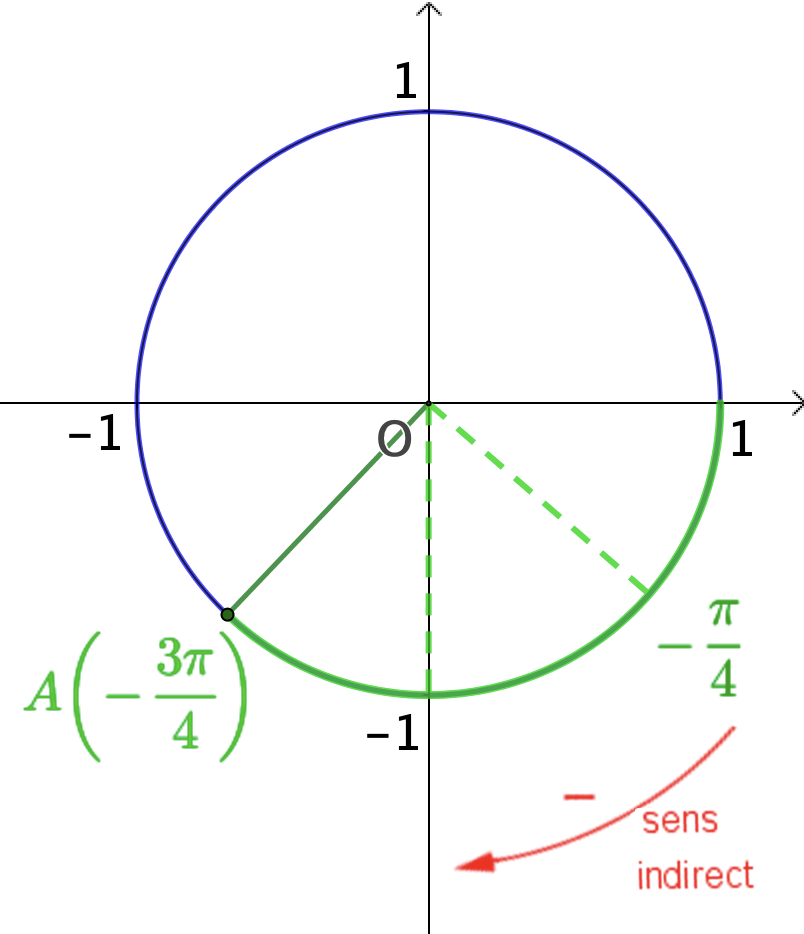 1
-1
O
1
A(-3π/4)
-π/4
-1
−
sens
indirect